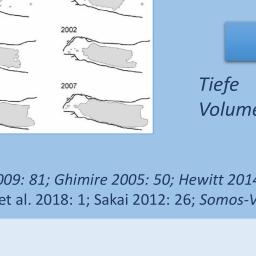 2002
2007
Tiefe
Volume
009: 81; Ghimire 2005: 50; Hewitt 2014
et al. 2018: 1; Sakai 2012: 26; Somos-V